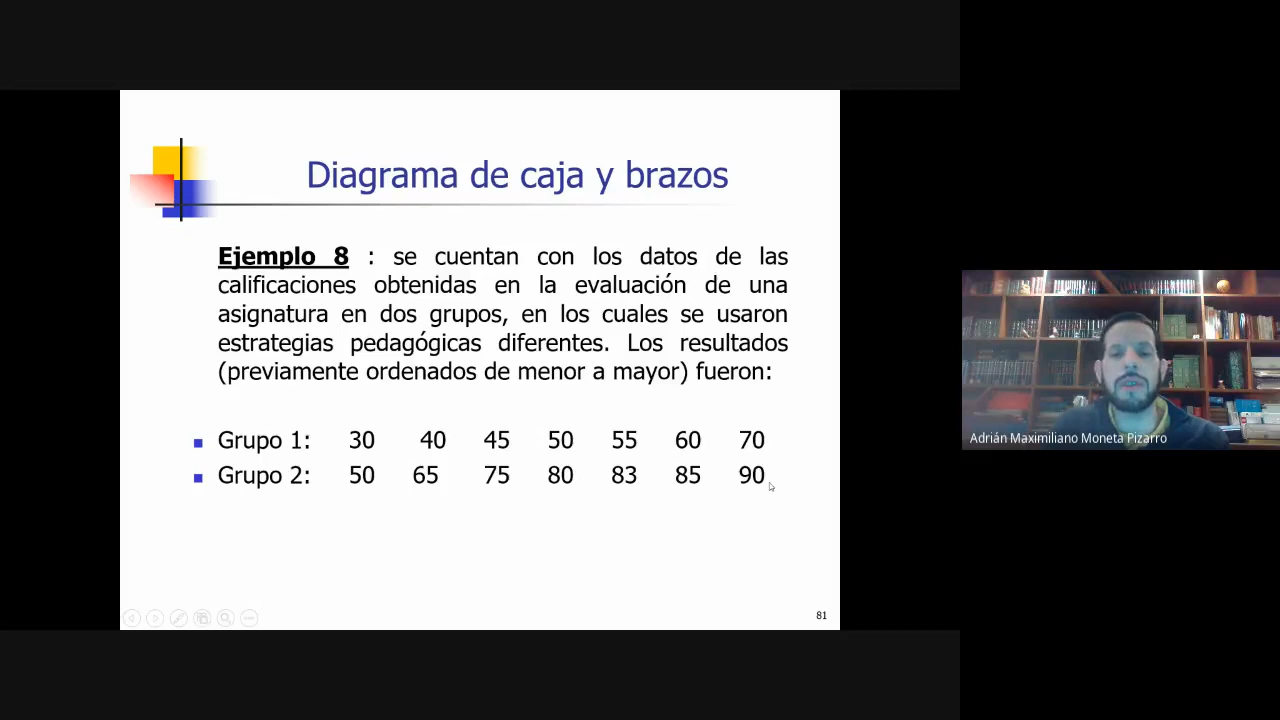 Diagrama de caja y brazos
Ejemplo 8 : se cuentan con los datos de las
calificaciones obtenidas en la evaluación de una
asignatura en dos grupos, en los cuales se usaron
estrategias pedagógicas diferentes. Los resultados
(previamente ordenados de menor a mayor) fueron:
Grupo 1: 30 40 45 50 55 60 70
Grupo 2: 50 65 75 80 83 85 90
81
Adrián Maximiliano Moneta Pizarro